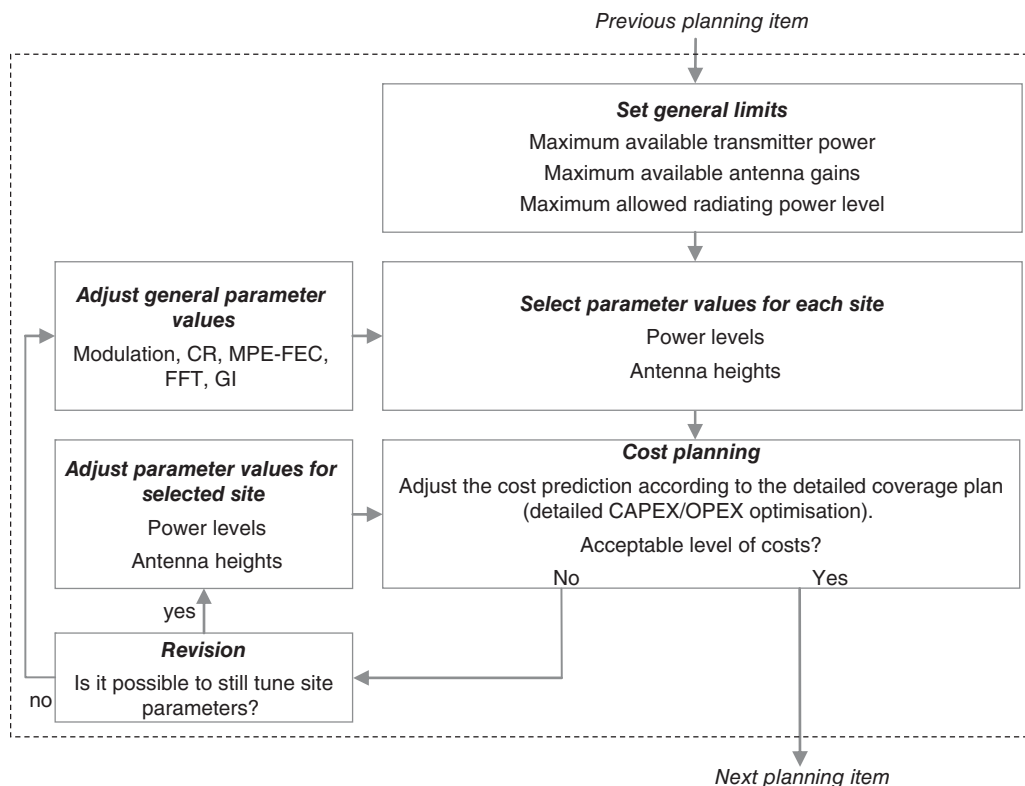 Previous planning item
Set general limits
Maximum available transmitter power
Maximum available antenna gains
Maximum allowed radiating power level
Adjust general parameter
values
Modulation, CR, MPE-FEC,
FFT, GI
Select parameter values for each site
Power levels
Antenna heights
Adjust parameter values for
selected site
Power levels
Antenna heights
Cost planning
Adjust the cost prediction according to the detailed coverage plan
(detailed CAPEX/OPEX optimisation).
Acceptable level of costs?
No
Yes
yes
Revision
Is it possible to still tune site
parameters?
no
Next planning item